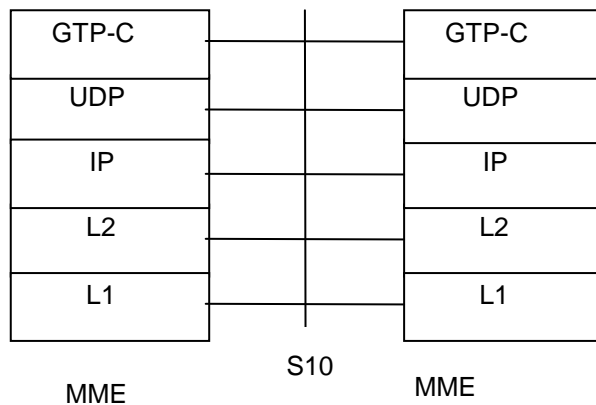 GTP-C GTP-C
UDP UDP
IP IP
L2 L2
L1 L1
S10
MME MME